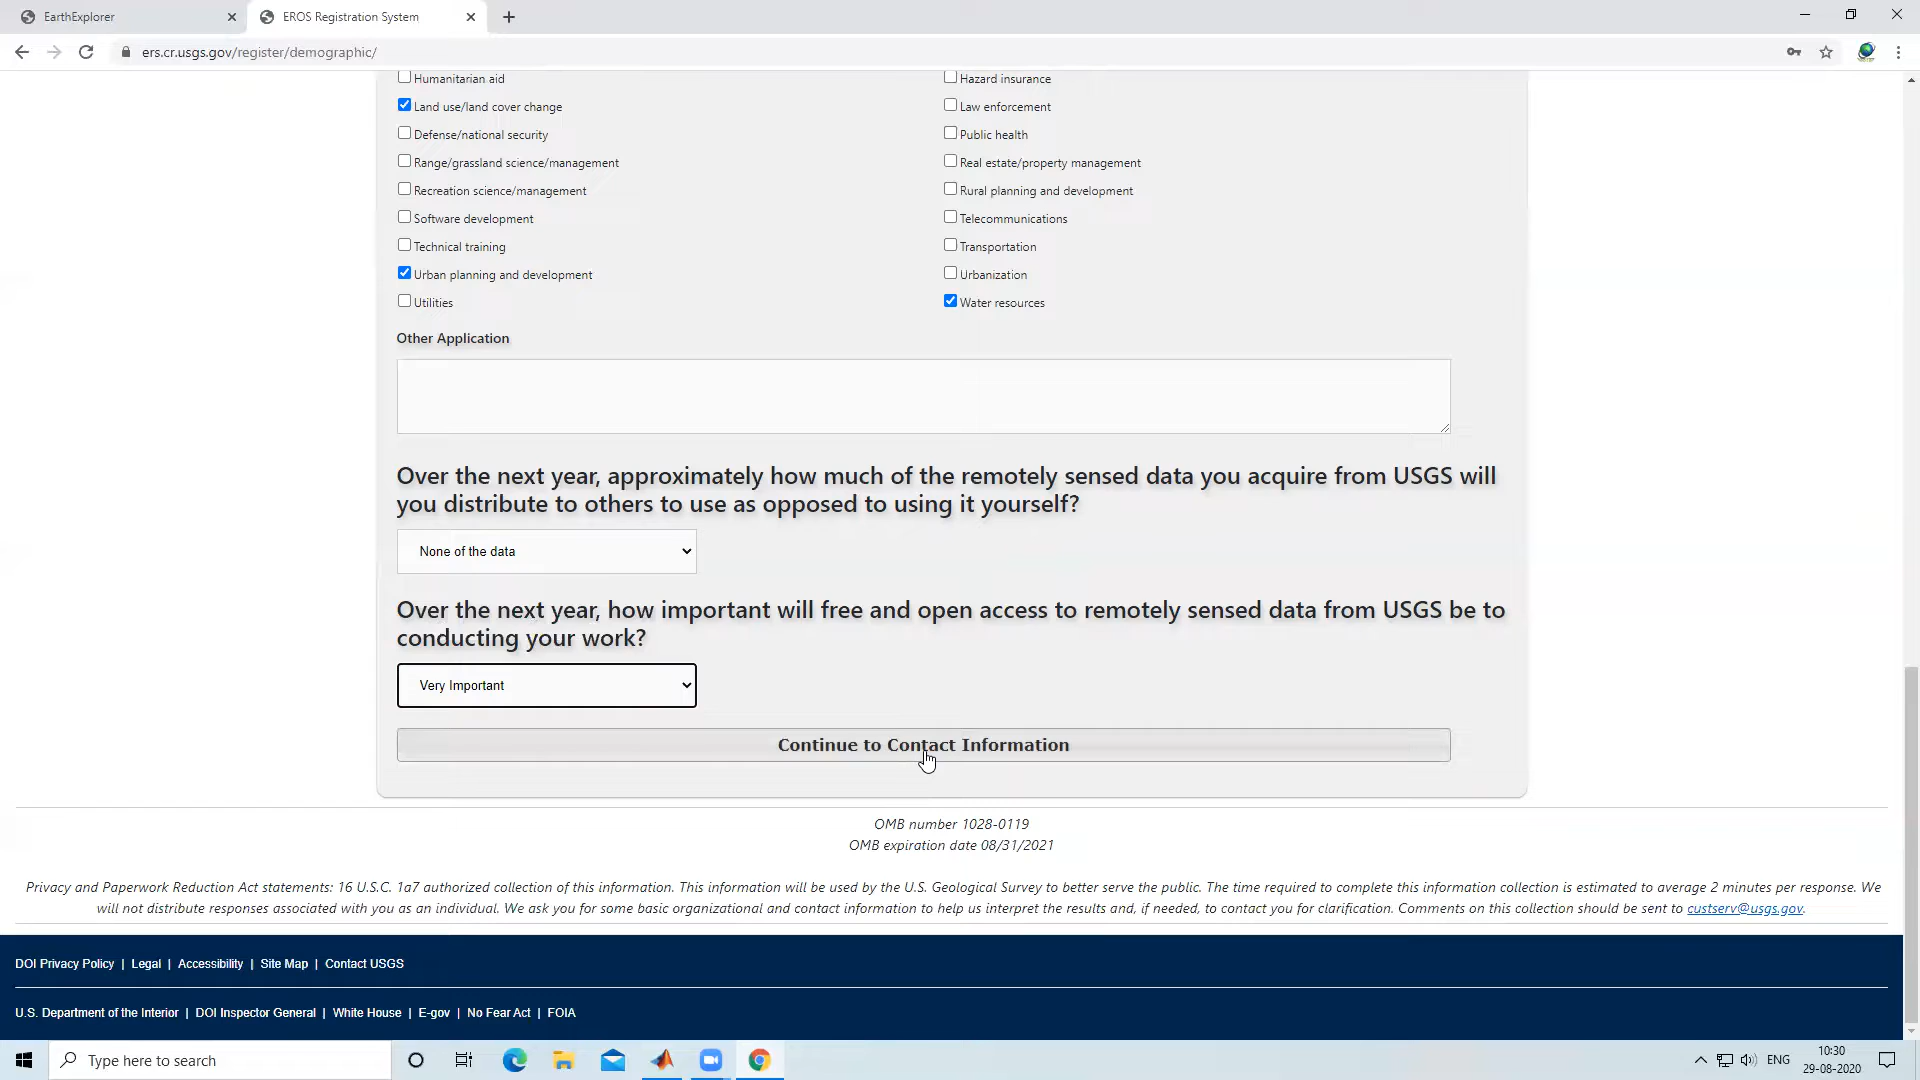 EarthExplorer
EROS Registration System
ers.cr.usgs.gov/register/demographic/
Humanitarian aid
Hazard insurance
Land use/land cover change
Law enforcement
Defense/national security
Public health
Range/grassland science/management
Real estate/property management
Recreation science/management
Rural planning and development
Software development
Telecommunications
Technical training
Transportation
Urban planning and development
Urbanization
Utilities
Water resources
Other Application
Over the next year, approximately how much of the remotely sensed data you acquire from USGS will
you distribute to others to use as opposed to using it yourself?
None of the data
Over the next year, how important will free and open access to remotely sensed data from USGS be to
conducting your work?
Very Important
Continue to Contact Information
OMB number 1028-0119
OMB expiration date 08/31/2021
Privacy and Paperwork Reduction Act statements: 16 U.S.C. 1a7 authorized collection of this information. This information will be used by the U.S. Geological Survey to better serve the public. The time required to complete this information collection is estimated to average 2 minutes per response. We
will not distribute responses associated with you as an individual. We ask you for some basic organizational and contact information to help us interpret the results and, if needed, to contact you for clarification. Comments on this collection should be sent to custserv@usgs.gov.
DOI Privacy Policy | Legal | Accessibility | Site Map | Contact USGS
U.S. Department of the Interior | DOI Inspector General | White House | E-gov | No Fear Act | FOIA
Type here to search
ENG
10:30
29-08-2020